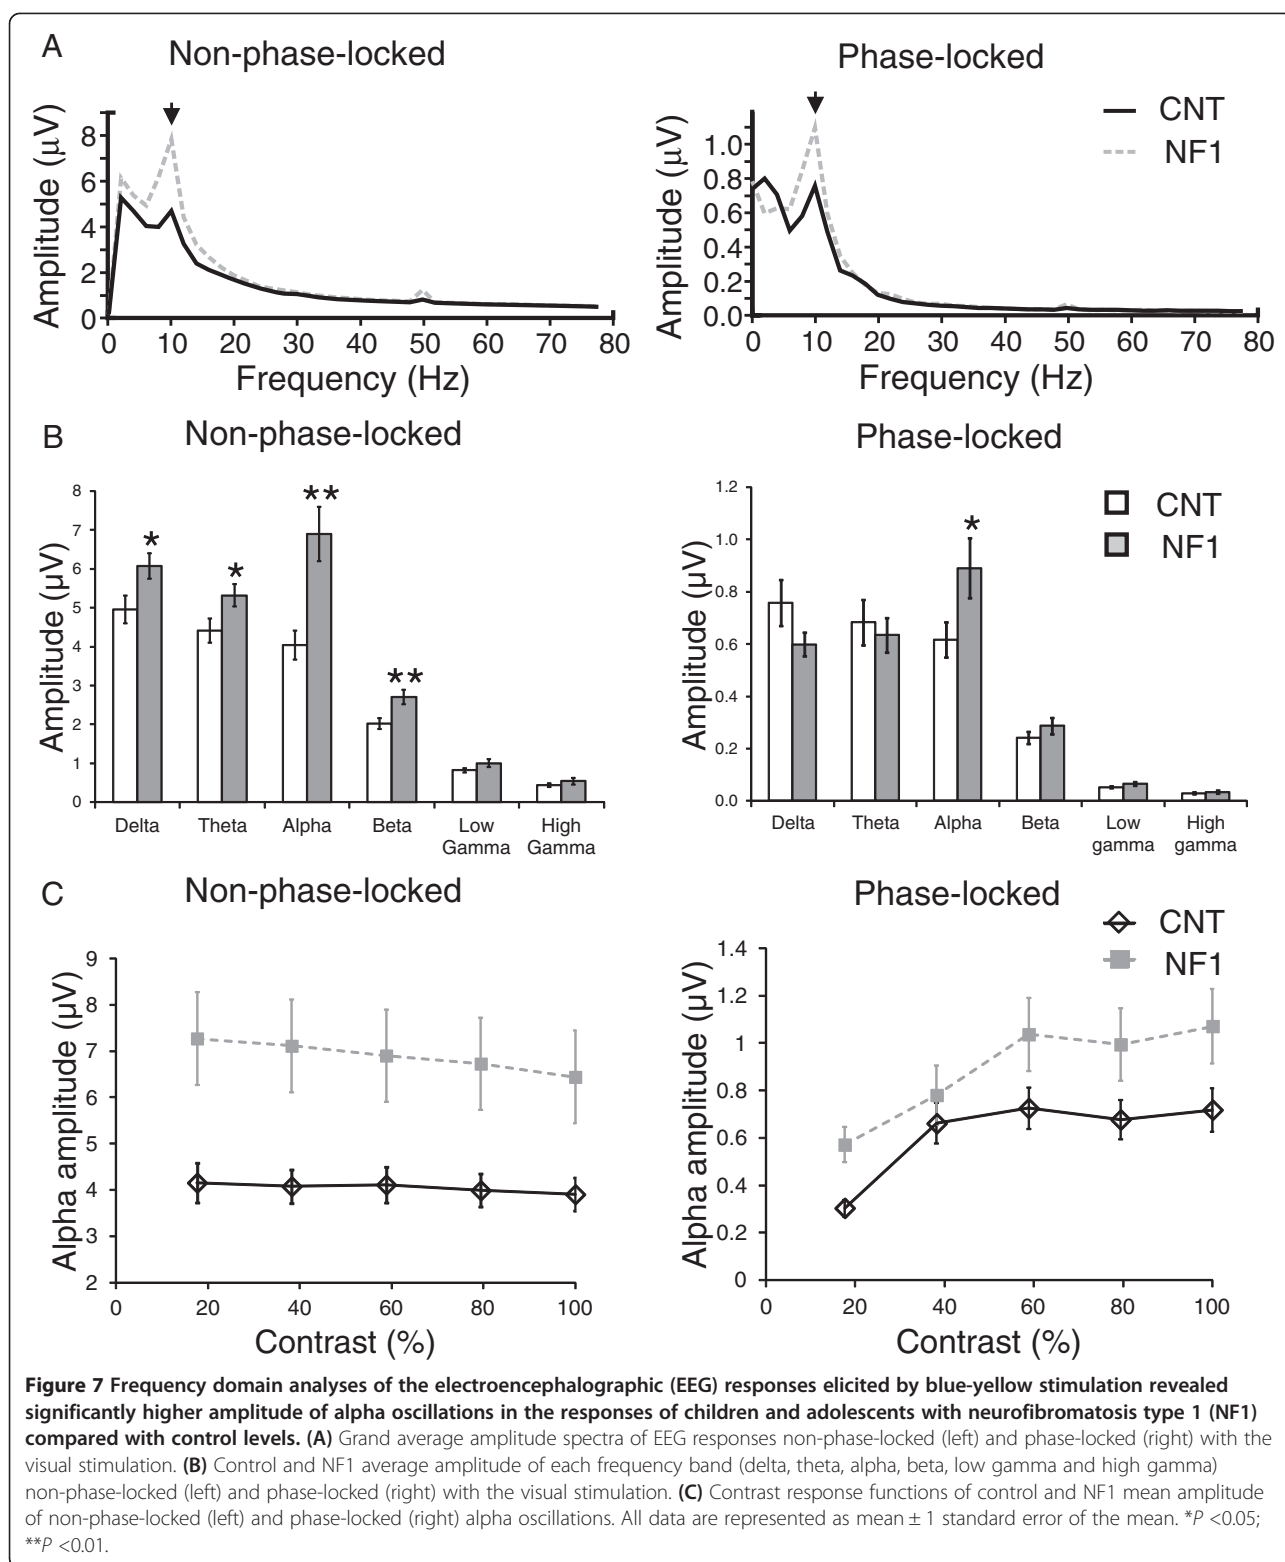 A
Non-phase-locked
Phase-locked
Amplitude (µV)
8
6
4
2
0
0 10 20 30 40 50 60 70 80
Frequency (Hz)
Amplitude (µV)
1.0
0.8
0.6
0.4
0.2
0.0
0 10 20 30 40 50 60 70 80
Frequency (Hz)
CNT
NF1
B
Non-phase-locked
Phase-locked
Amplitude (µV)
8
7
6
5
4
3
2
1
0
*
*
**
**
Delta Theta Alpha Beta Low High
Gamma Gamma
Amplitude (µV)
1.2
1.0
0.8
0.6
0.4
0.2
0.0
*
Delta Theta Alpha Beta Low High
gamma gamma
CNT
NF1
C
Non-phase-locked
Phase-locked
Alpha amplitude (µV)
9
8
7
6
5
4
3
2
0 20 40 60 80 100
Contrast (%)
Alpha amplitude (µV)
1.4
1.2
1
0.8
0.6
0.4
0.2
0
0 20 40 60 80 100
Contrast (%)
CNT
NF1
Figure 7 Frequency domain analyses of the electroencephalographic (EEG) responses elicited by blue-yellow stimulation revealed
significantly higher amplitude of alpha oscillations in the responses of children and adolescents with neurofibromatosis type 1 (NF1)
compared with control levels. (A) Grand average amplitude spectra of EEG responses non-phase-locked (left) and phase-locked (right) with the
visual stimulation. (B) Control and NF1 average amplitude of each frequency band (delta, theta, alpha, beta, low gamma and high gamma)
non-phase-locked (left) and phase-locked (right) with the visual stimulation. (C) Contrast response functions of control and NF1 mean amplitude
of non-phase-locked (left) and phase-locked (right) alpha oscillations. All data are represented as mean ± 1 standard error of the mean. *P <0.05;
**P <0.01.